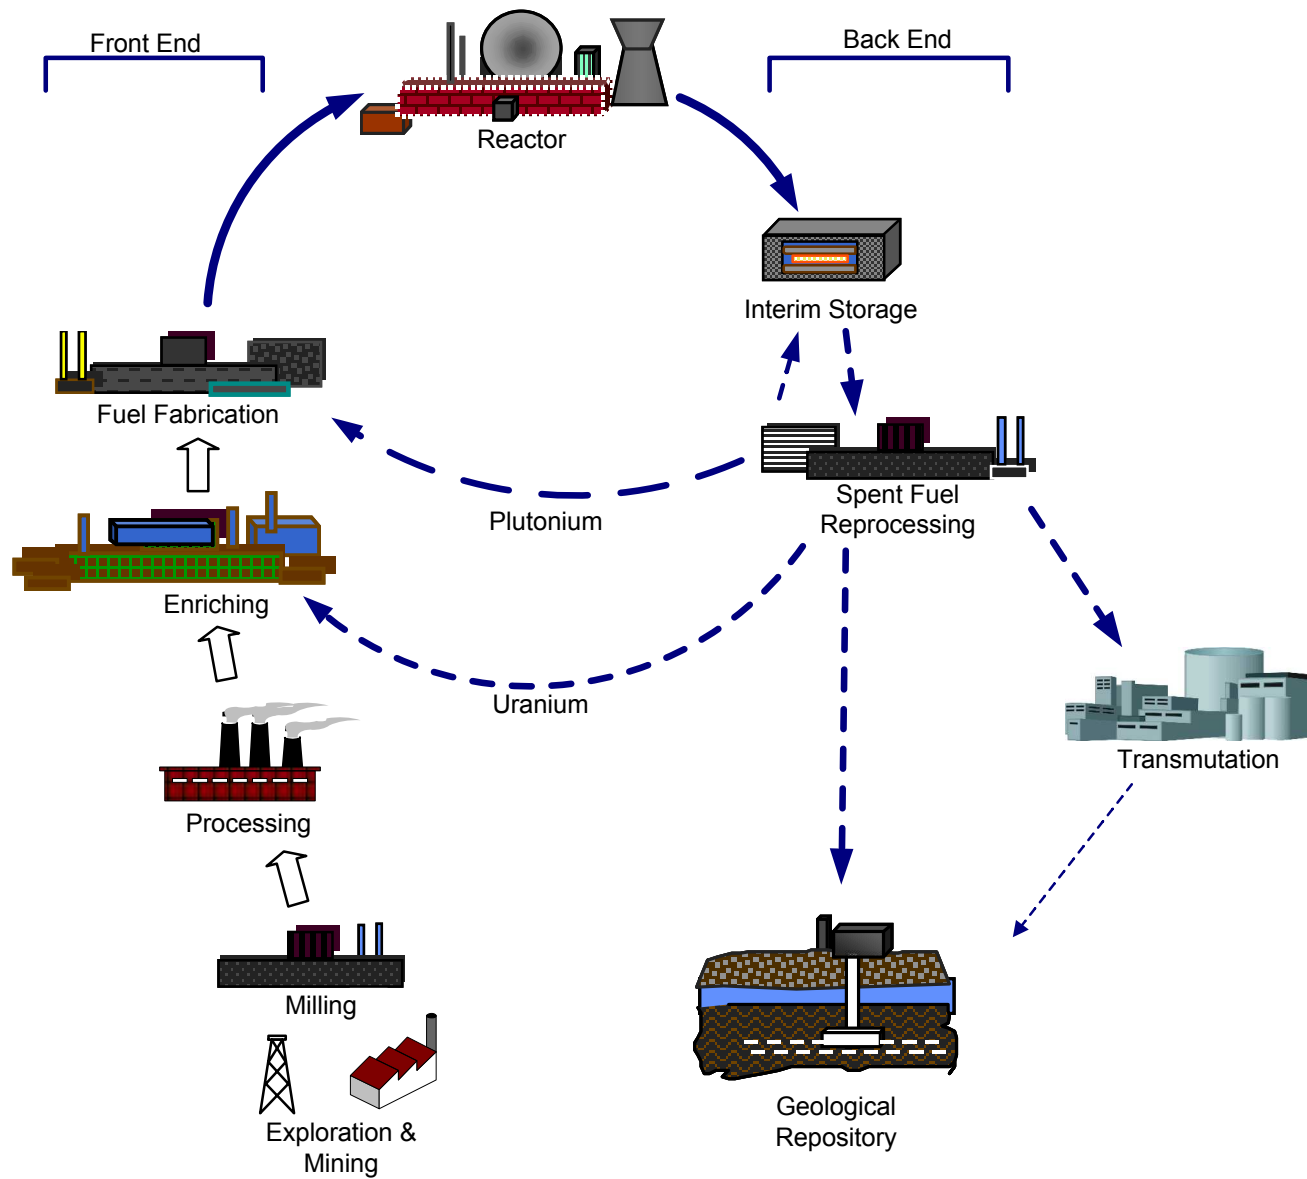 Front End
Back End
Reactor
Interim Storage
Fuel Fabrication
Spent Fuel
Reprocessing
Plutonium
Enriching
Uranium
Transmutation
Processing
Milling
Geological
Repository
Exploration &
Mining